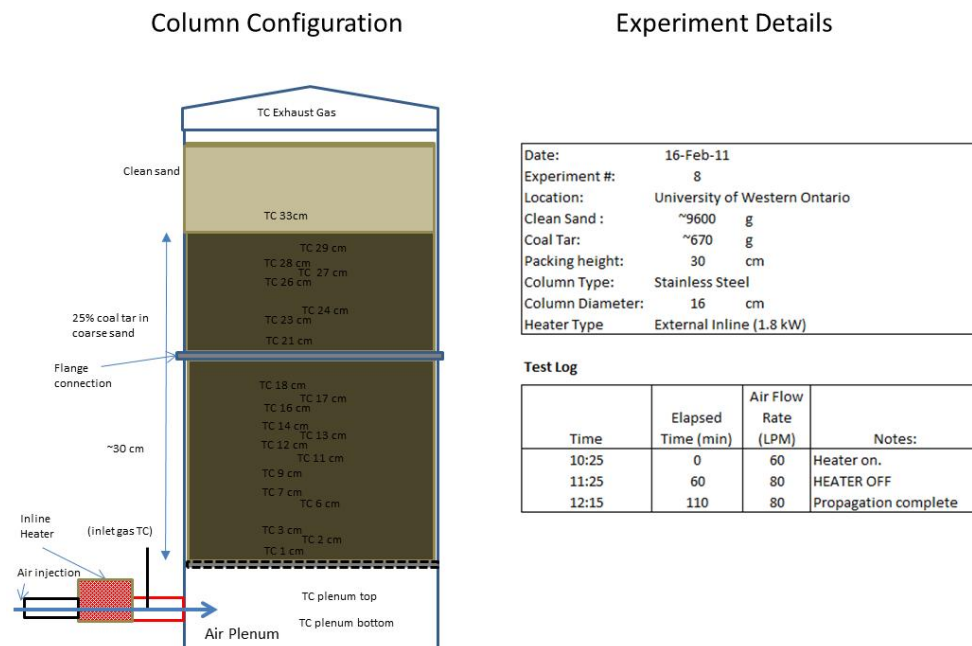 Column Configuration
TC Exhaust Gas
Clean sand
TC 33cm
TC 29 cm
TC 28 cm
TC 27 cm
TC 26 cm
TC 24 cm
25% coal tar in
coarse sand
TC 23 cm
TC 21 cm
Flange
connection
TC 18 cm
TC 17 cm
TC 16 cm
TC 14 cm
TC 13 cm
TC 12 cm
~30 cm
TC 11 cm
TC 9 cm
TC 7 cm
TC 6 cm
Inline
Heater
(inlet gas TC)
TC 3 cm
TC 2 cm
TC 1 cm
Air injection
TC plenum top
TC plenum bottom
Air Plenum
Experiment Details
Date: 16-Feb-11
Experiment #: 8
Location: University of Western Ontario
Clean Sand : ~9600 g
Coal Tar: ~670 g
Packing height: 30 cm
Column Type: Stainless Steel
Column Diameter: 16 cm
Heater Type External Inline (1.8 kW)
Test Log
Time Elapsed Time (min) Air Flow Rate (LPM) Notes:
10:25 0 60 Heater on.
11:25 60 80 HEATER OFF
12:15 110 80 Propagation complete